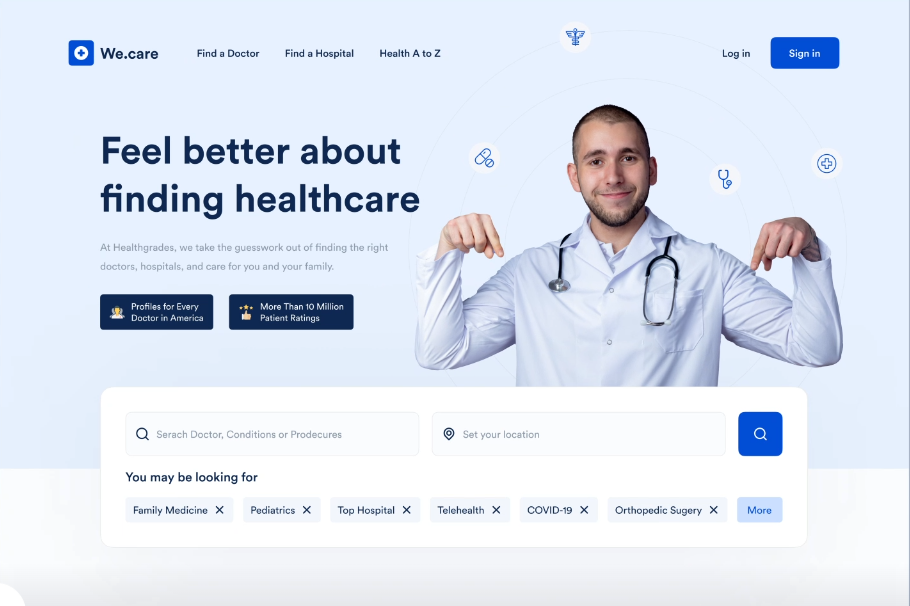 We.care
Find a Doctor
Find a Hospital
Health A to Z
Log in
Sign in
Feel better about
finding healthcare
At Healthgrades, we take the guesswork out of finding the right
doctors, hospitals, and care for you and your family.
Profiles for Every
Doctor in America
More Than 10 Million
Patient Ratings
Serach Doctor, Conditions or Prodecures
Set your location
You may be looking for
Family Medicine
Pediatrics
Top Hospital
Telehealth
COVID-19
Orthopedic Sugery
More